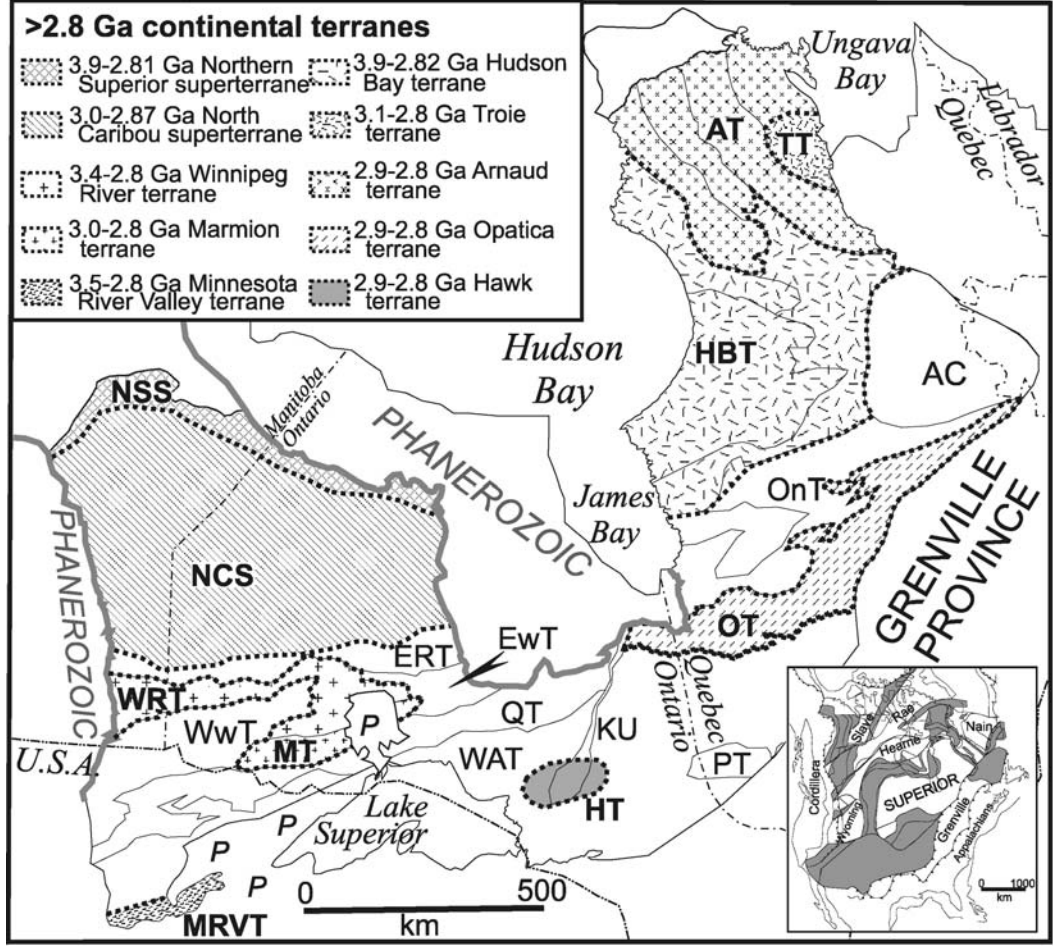 >2.8 Ga continental terranes
3.9-2.81 Ga Northern
Superior superterrane
3.0-2.87 Ga North
Caribou superterrane
3.4-2.8 Ga Winnipeg
River terrane
3.0-2.8 Ga Marmion
terrane
3.5-2.8 Ga Minnesota
River Valley terrane
3.9-2.82 Ga Hudson
Bay terrane
3.1-2.8 Ga Troie
terrane
2.9-2.8 Ga Arnaud
terrane
2.9-2.8 Ga Opatica
terrane
2.9-2.8 Ga Hawk
terrane
Ungava
Bay
Labrador
Quebec
AT
TT
Hudson
Bay
HBT
AC
NSS
Manitoba
Ontario
PHANEROZOIC
James
Bay
OnT
GRENVILLE
PROVINCE
PHANEROZOIC
NCS
OT
EwT
ERT
Ontario
Quebec
WRT
WwT
MT
P
QT
KU
WAT
PT
U.S.A.
HT
Lake
Superior
P
P
P
MRVT
0
500
km
Slave
Rae
Hearne
Nain
Cordillera
SUPERIOR
Wyoming
Grenville
Appalachians
0
1000
km